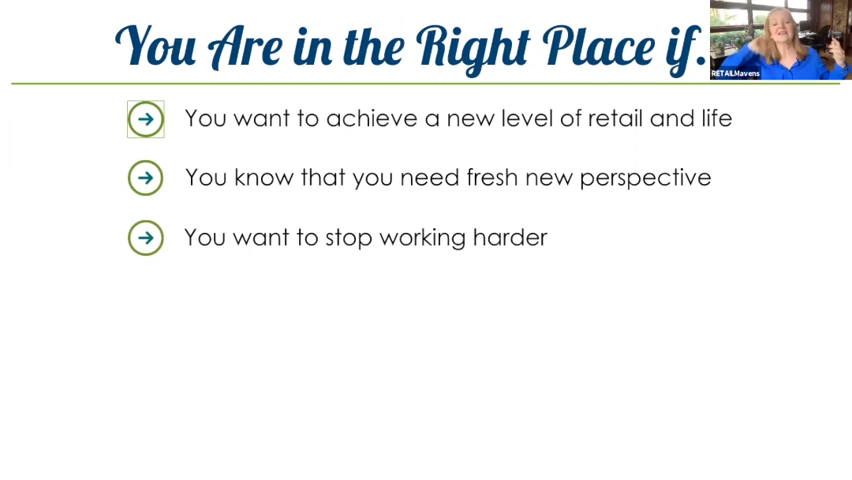 You Are in the Right Place if.
RETAILMavens
You want to achieve a new level of retail and life
You know that you need fresh new perspective
You want to stop working harder